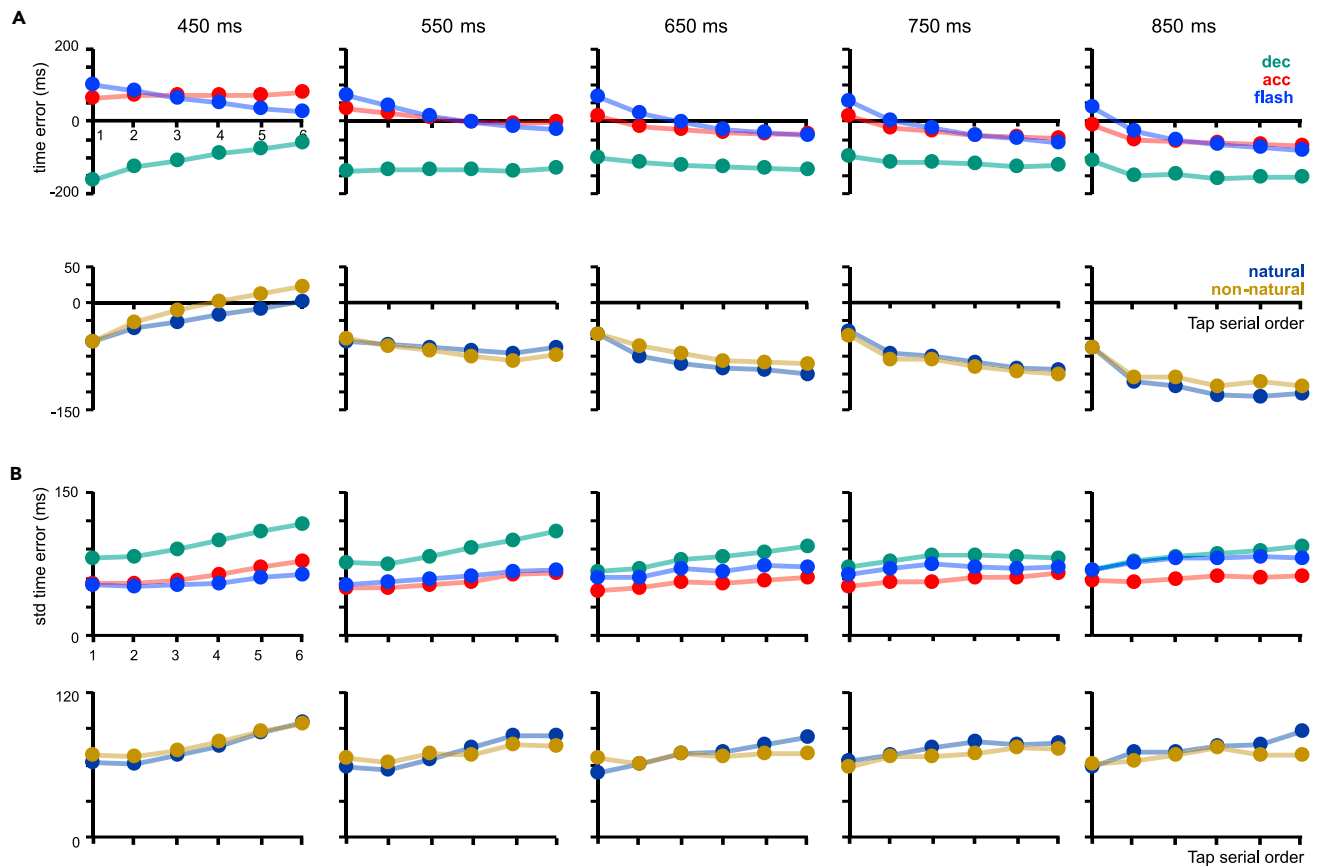 A
450 ms
550 ms
650 ms
750 ms
850 ms
time error (ms)
200
0
-200
1 2 3 4 5 6
dec
acc
flash
50
0
-150
natural
non-natural
Tap serial order
B
std time error (ms)
150
0
1 2 3 4 5 6
120
0
Tap serial order